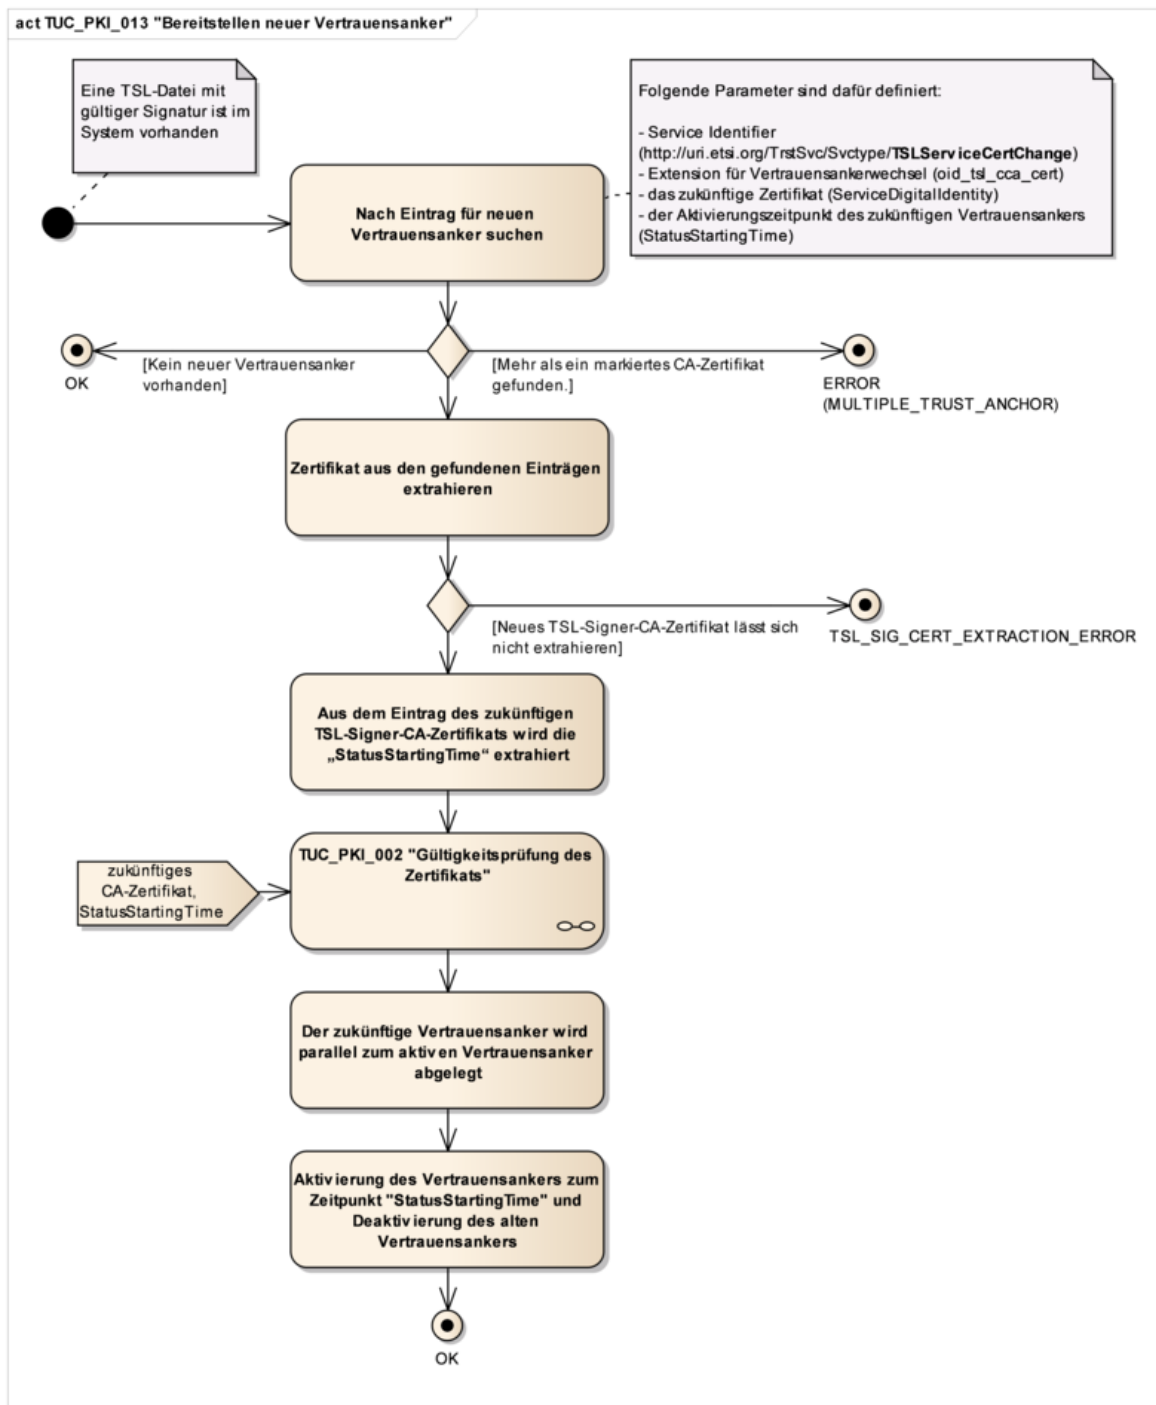 act TUC_PKI_013 "Bereitstellen neuer Vertrauensanker"
Eine TSL-Datei mit
gültiger Signatur ist im
System vorhanden
Folgende Parameter sind dafür definiert:
- Service Identifier
(http://uri.etsi.org/TrstSvc/Svctype/TSLServiceCertChange)
- Extension für Vertrauensankerwechsel (oid_tsl_cca_cert)
- das zukünftige Zertifikat (ServiceDigitalIdentity)
- der Aktivierungszeitpunkt des zukünftigen Vertrauensankers
(StatusStartingTime)
Nach Eintrag für neuen
Vertrauensanker suchen
[Kein neuer Vertrauensanker
vorhanden]
OK
[Mehr als ein markiertes CA-Zertifikat
gefunden.]
ERROR
(MULTIPLE_TRUST_ANCHOR)
Zertifikat aus den gefundenen Einträgen
extrahieren
[Neues TSL-Signer-CA-Zertifikat lässt sich
nicht extrahieren]
TSL_SIG_CERT_EXTRACTION_ERROR
Aus dem Eintrag des zukünftigen
TSL-Signer-CA-Zertifikats wird die
„StatusStartingTime“ extrahiert
zukünftiges
CA-Zertifikat,
StatusStartingTime
TUC_PKI_002 "Gültigkeitsprüfung des
Zertifikats"
Der zukünftige Vertrauensanker wird
parallel zum aktiven Vertrauensanker
abgelegt
Aktivierung des Vertrauensankers zum
Zeitpunkt "StatusStartingTime" und
Deaktivierung des alten
Vertrauensankers
OK